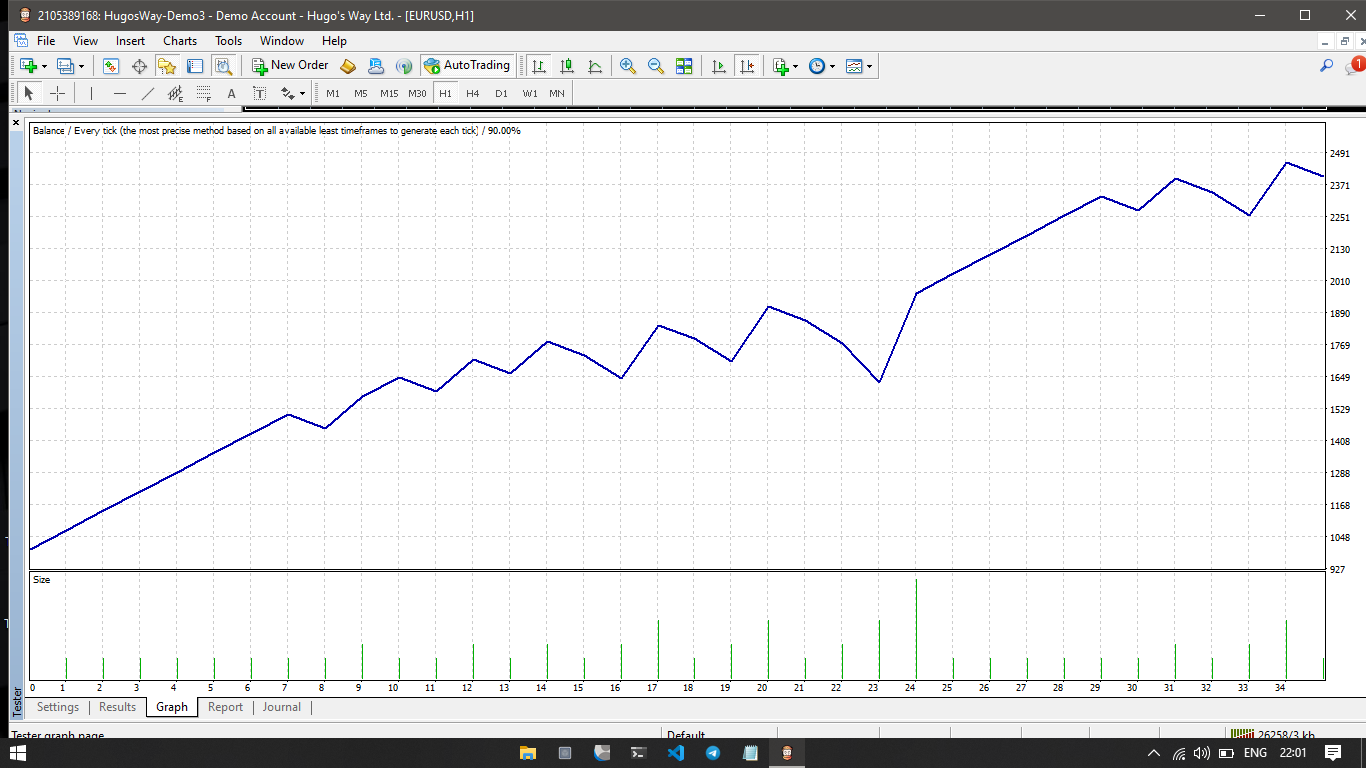 2105389168: HugosWay-Demo3 - Demo Account - Hugo's Way Ltd. - [EURUSD,H1]
File View Insert Charts Tools Window Help
New Order AutoTrading 1
A T M1 M5 M15 M30 H1 H4 D1 W1 MN
Balance / Every tick (the most precise method based on all available least timeframes to generate each tick) / 90.00%
2491
2371
2251
2130
2010
1890
1769
1649
1529
1408
1288
1168
1048
927
Size
0 1 2 3 4 5 6 7 8 9 10 11 12 13 14 15 16 17 18 19 20 21 22 23 24 25 26 27 28 29 30 31 32 33 34
Tester
Settings Results Graph Report Journal
Tester graph page Default 26258/3 kb
ENG 22:01